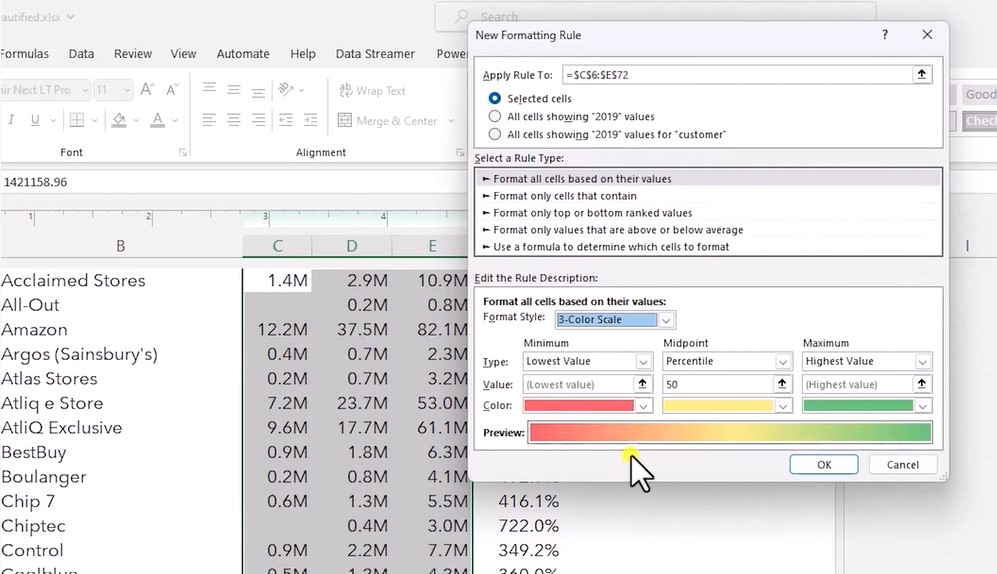 autified.xlsx
Search
Formulas Data Review View Automate Help Data Streamer Power
ir Next LT Pro 11 A A
ab Wrap Text
I U A
Merge & Center
Font
Alignment
Good
Check
1421158.96
1 2 3 4
B C D E I
Acclaimed Stores 1.4M 2.9M 10.9M
All-Out 0.2M 0.8M
Amazon 12.2M 37.5M 82.1M
Argos (Sainsbury's) 0.4M 0.7M 2.3M
Atlas Stores 0.2M 0.7M 3.2M
Atliq e Store 7.2M 23.7M 53.0M
AtliQ Exclusive 9.6M 17.7M 61.1M
BestBuy 0.9M 1.8M 6.3M
Boulanger 0.2M 0.8M 4.1M
Chip 7 0.6M 1.3M 5.5M 416.1%
Chiptec 0.4M 3.0M 722.0%
Control 0.9M 2.2M 7.7M 349.2%
New Formatting Rule ?
Apply Rule To: =$C$6:$E$72
Selected cells
All cells showing "2019" values
All cells showing "2019" values for "customer"
Select a Rule Type:
► Format all cells based on their values
► Format only cells that contain
► Format only top or bottom ranked values
► Format only values that are above or below average
► Use a formula to determine which cells to format
Edit the Rule Description:
Format all cells based on their values:
Format Style: 3-Color Scale
Minimum Midpoint Maximum
Type: Lowest Value Percentile Highest Value
Value: (Lowest value) 50 (Highest value)
Color:
Preview:
OK Cancel